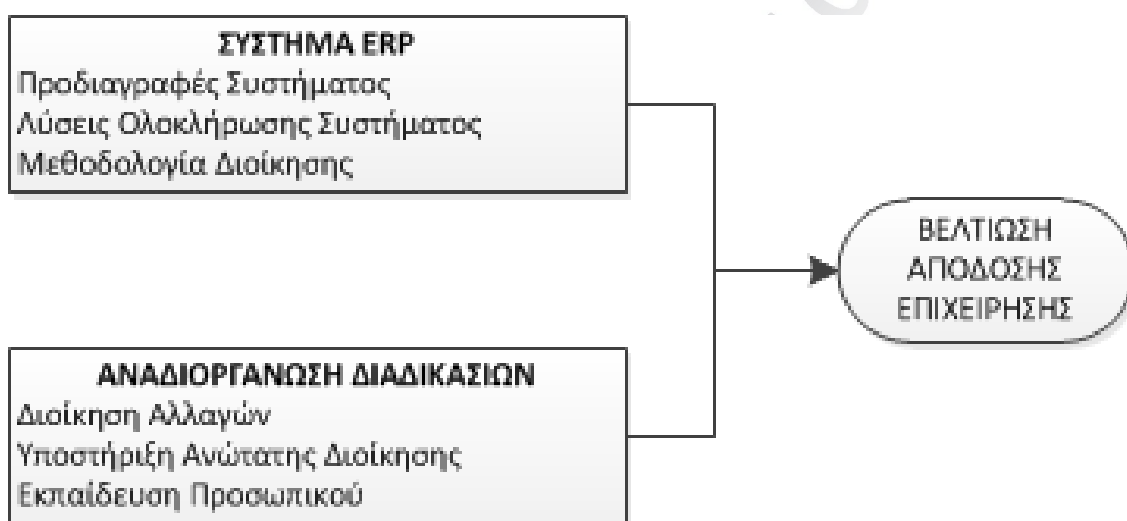 ΣΥΣΤΗΜΑ ERP
Προδιαγραφές Συστήματος
Λύσεις Ολοκλήρωσης Συστήματος
Μεθοδολογία Διοίκησης
ΒΕΛΤΙΩΣΗ
ΑΠΟΔΟΣΗΣ
ΕΠΙΧΕΙΡΗΣΗΣ
ΑΝΑΔΙΟΡΓΑΝΩΣΗ ΔΙΑΔΙΚΑΣΙΩΝ
Διοίκηση Αλλαγών
Υποστήριξη Ανώτατης Διοίκησης
Εκπαίδευση Προσωπικού